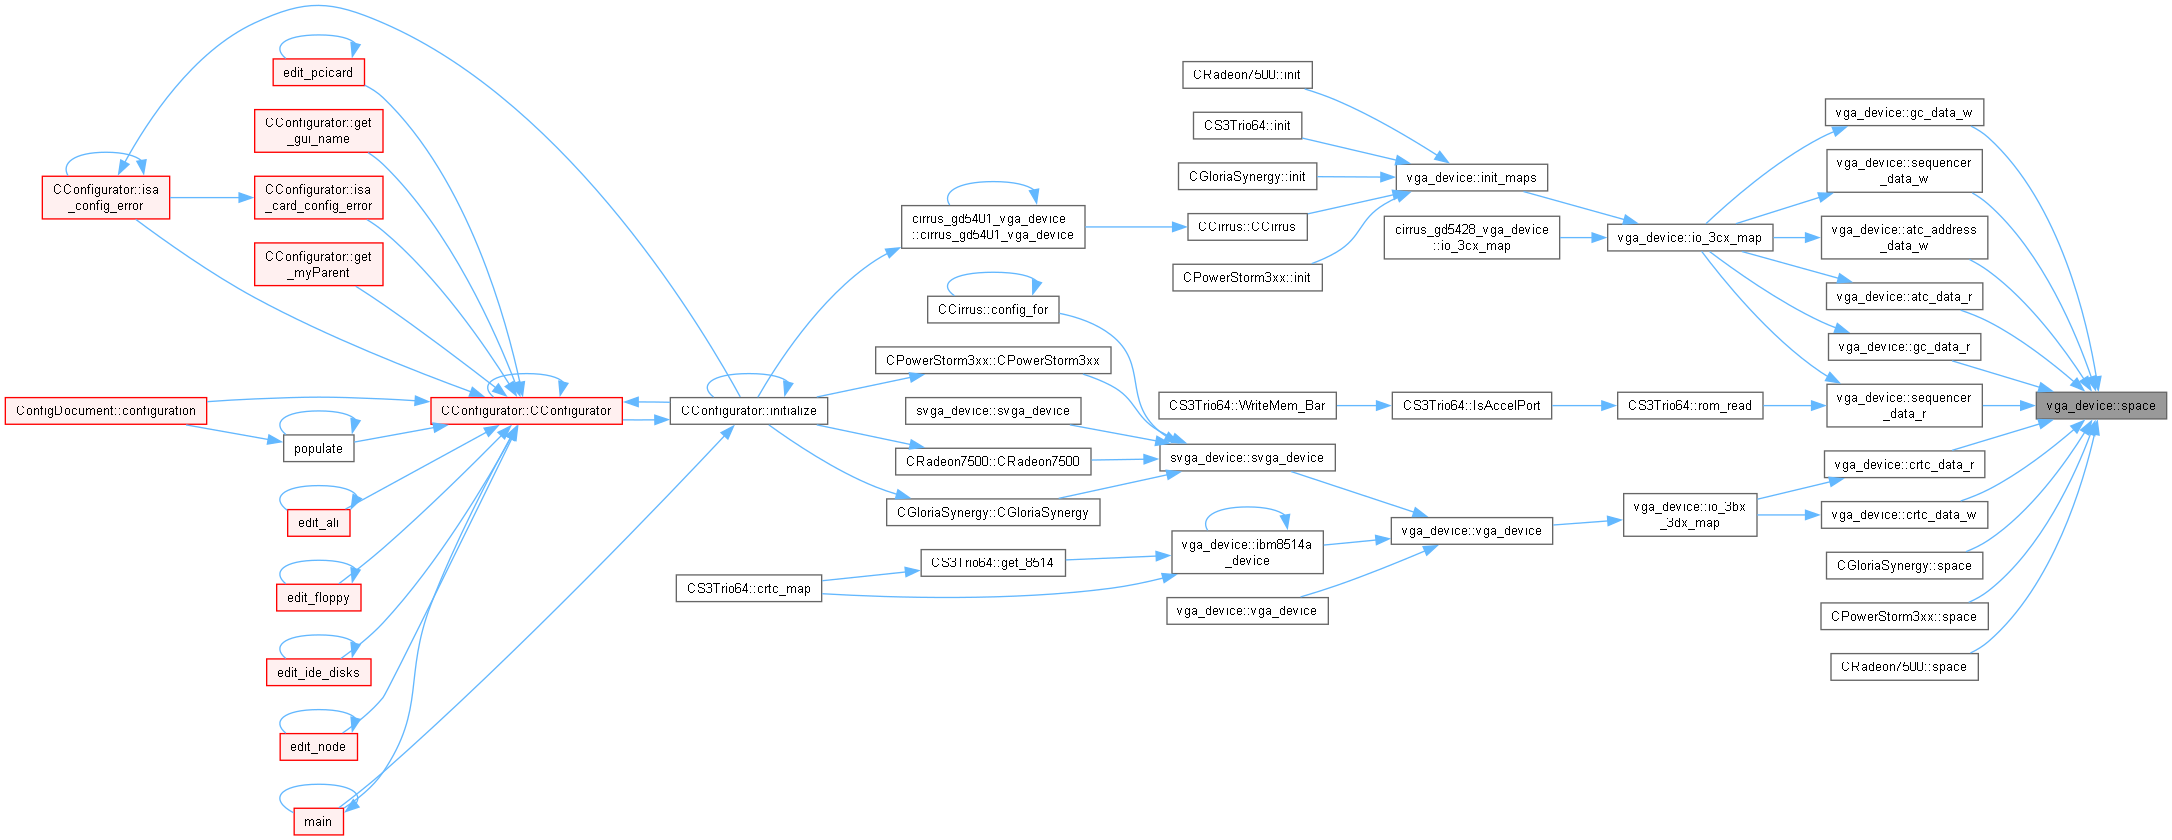 edit_pcicard
CConfigurator::get
_gui_name
CConfigurator::isa
_config_error
CConfigurator::isa
_card_config_error
CConfigurator::get
_myParent
ConfigDocument::configuration
CConfigurator::CConfigurator
populate
edit_ali
edit_floppy
edit_ide_disks
edit_node
main
CConfigurator::initialize
cirrus_gd5401_vga_device
::cirrus_gd5401_vga_device
CCirrus::config_for
CPowerStorm3xx::CPowerStorm3xx
svga_device::svga_device
CRadeon7500::CRadeon7500
CGloriaSynergy::CGloriaSynergy
CS3Trio64::get_8514
CS3Trio64::crtc_map
CRadeon7500::init
CS3Trio64::init
CGloriaSynergy::init
CCirrus::CCirrus
CPowerStorm3xx::init
CS3Trio64::WriteMem_Bar
svga_device::svga_device
vga_device::ibm8514a
_device
vga_device::vga_device
vga_device::init_maps
cirrus_gd5428_vga_device
::io_3cx_map
CS3Trio64::IsAccelPort
vga_device::vga_device
vga_device::io_3cx_map
CS3Trio64::rom_read
vga_device::io_3bx
_3dx_map
vga_device::gc_data_w
vga_device::sequencer
_data_w
vga_device::atc_address
_data_w
vga_device::atc_data_r
vga_device::gc_data_r
vga_device::sequencer
_data_r
vga_device::crtc_data_r
vga_device::crtc_data_w
CGloriaSynergy::space
CPowerStorm3xx::space
CRadeon7500::space
vga_device::space